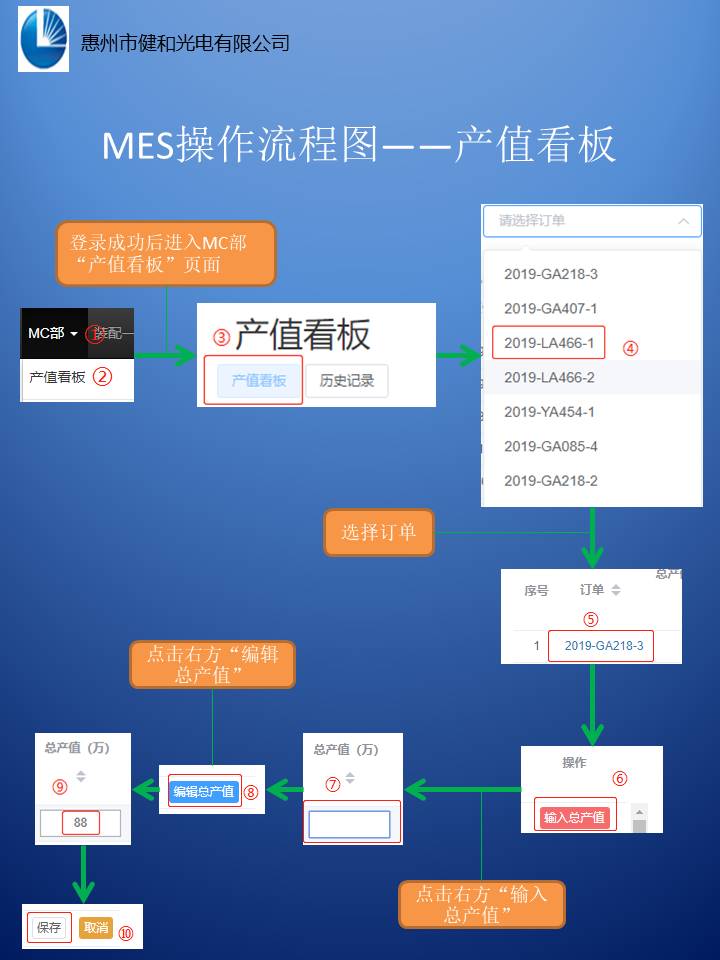 惠州市健和光电有限公司
MES操作流程图——产值看板
登录成功后进入MC部
“产值看板”页面
MC部 ① 装配一
产值看板 ②
③ 产值看板
产值看板 历史记录
请选择订单
2019-GA218-3
2019-GA407-1
2019-LA466-1 ④
2019-LA466-2
2019-YA454-1
2019-GA085-4
2019-GA218-2
选择订单
序号 订单
⑤
1 2019-GA218-3
点击右方“编辑
总产值”
操作
⑥
输入总产值
总产值（万）
⑦
编辑总产值 ⑧
总产值（万）
⑨
88
点击右方“输入
总产值”
保存 取消 ⑩